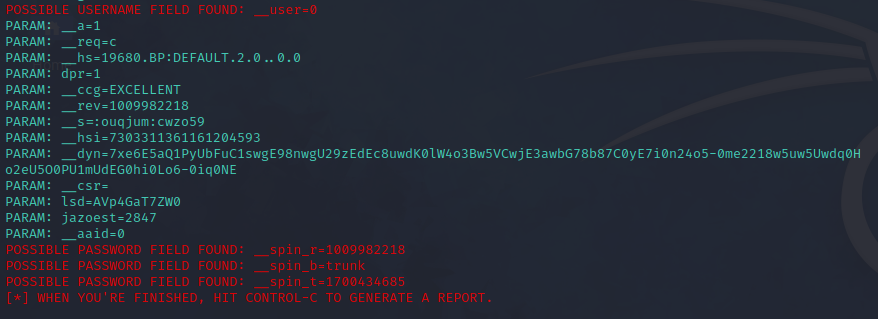 POSSIBLE USERNAME FIELD FOUND: __user=0
PARAM: __a=1
PARAM: __req=c
PARAM: __hs=19680.BP:DEFAULT.2.0..0.0
PARAM: dpr=1
PARAM: __ccg=EXCELLENT
PARAM: __rev=1009982218
PARAM: __s=:ouqjum:cwzo59
PARAM: __hsi=7303311361161204593
PARAM: __dyn=7xe6E5aQ1PyUbFuC1swgE98nwgU29zEdEc8uwdK0lW4o3Bw5VCwjE3awbG78b87C0yE7i0n24o5-0me2218w5uw5Uwdq0H
o2eU5O0PU1mUdEG0hi0Lo6-0iq0NE
PARAM: __csr=
PARAM: lsd=AVp4GaT7ZW0
PARAM: jazoest=2847
PARAM: __aaid=0
POSSIBLE PASSWORD FIELD FOUND: __spin_r=1009982218
POSSIBLE PASSWORD FIELD FOUND: __spin_b=trunk
POSSIBLE PASSWORD FIELD FOUND: __spin_t=1700434685
[*] WHEN YOU'RE FINISHED, HIT CONTROL-C TO GENERATE A REPORT.